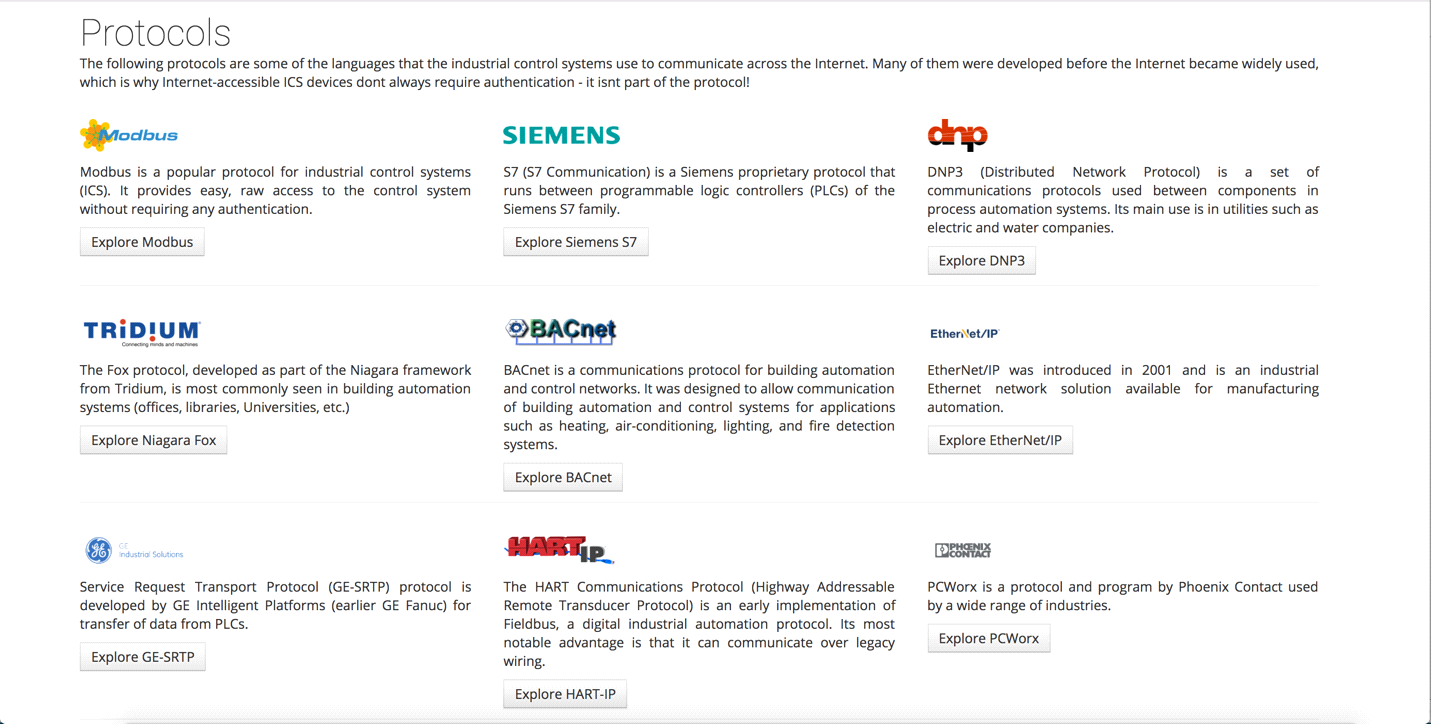 Protocols
The following protocols are some of the languages that the industrial control systems use to communicate across the Internet. Many of them were developed before the Internet became widely used,
which is why Internet-accessible ICS devices dont always require authentication - it isnt part of the protocol!
Modbus
Modbus is a popular protocol for industrial control systems
(ICS). It provides easy, raw access to the control system
without requiring any authentication.
Explore Modbus
SIEMENS
S7 (S7 Communication) is a Siemens proprietary protocol that
runs between programmable logic controllers (PLCs) of the
Siemens S7 family.
Explore Siemens S7
dnp
DNP3 (Distributed Network Protocol) is a set of
communications protocols used between components in
process automation systems. Its main use is in utilities such as
electric and water companies.
Explore DNP3
TRiDiUM
Connecting minds and machines
The Fox protocol, developed as part of the Niagara framework
from Tridium, is most commonly seen in building automation
systems (offices, libraries, Universities, etc.)
Explore Niagara Fox
BACnet
BACnet is a communications protocol for building automation
and control networks. It was designed to allow communication
of building automation and control systems for applications
such as heating, air-conditioning, lighting, and fire detection
systems.
Explore BACnet
EtherNet/IP
EtherNet/IP was introduced in 2001 and is an industrial
Ethernet network solution available for manufacturing
automation.
Explore EtherNet/IP
GE
GE
Industrial Solutions
Service Request Transport Protocol (GE-SRTP) protocol is
developed by GE Intelligent Platforms (earlier GE Fanuc) for
transfer of data from PLCs.
Explore GE-SRTP
HART IP
The HART Communications Protocol (Highway Addressable
Remote Transducer Protocol) is an early implementation of
Fieldbus, a digital industrial automation protocol. Its most
notable advantage is that it can communicate over legacy
wiring.
Explore HART-IP
PHOENIX
CONTACT
PCWorx is a protocol and program by Phoenix Contact used
by a wide range of industries.
Explore PCWorx